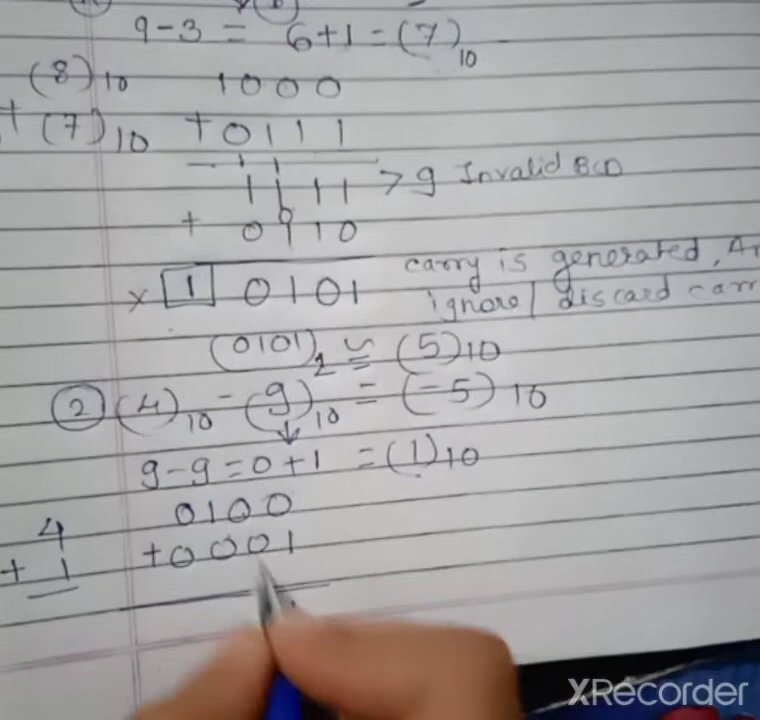 9-3 = 6+1 = (7)10
(8)10 1000
+ (7)10 +0111
1 1
1111 > 9 Invalid BCD
+ 0110
x 1 0101 carry is generated,
ignore/discard
(0101)2 ≃ (5)10
2 (4)10 - (9)10 = (-5)10
9-9=0+1 =(1)10
4 0100
+ 1 +0001
XRecorder